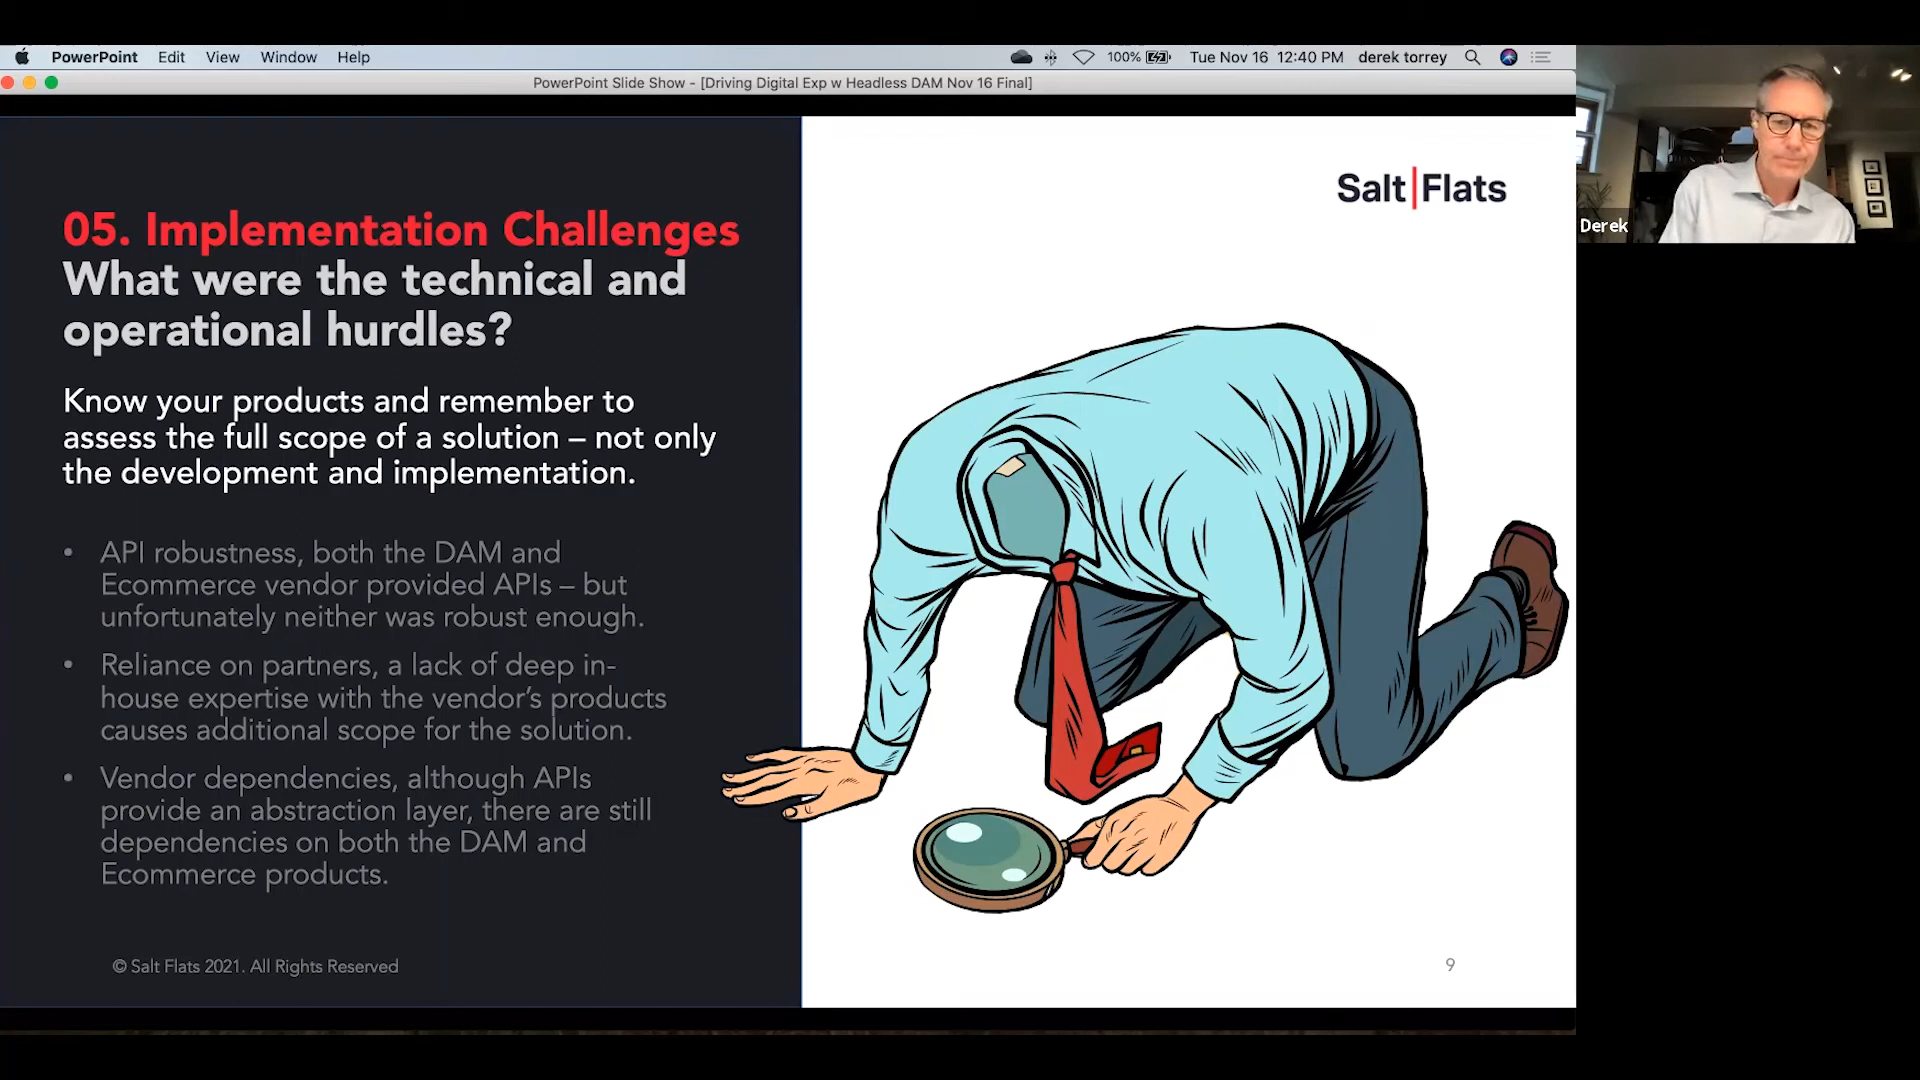 PowerPoint Edit View Window Help 100% Tue Nov 16 12:40 PM derek torrey
PowerPoint Slide Show - [Driving Digital Exp w Headless DAM Nov 16 Final]
Salt|Flats
Derek
05. Implementation Challenges
What were the technical and
operational hurdles?
Know your products and remember to
assess the full scope of a solution – not only
the development and implementation.
• API robustness, both the DAM and
Ecommerce vendor provided APIs – but
unfortunately neither was robust enough.
• Reliance on partners, a lack of deep in-
house expertise with the vendor’s products
causes additional scope for the solution.
• Vendor dependencies, although APIs
provide an abstraction layer, there are still
dependencies on both the DAM and
Ecommerce products.
© Salt Flats 2021. All Rights Reserved
9